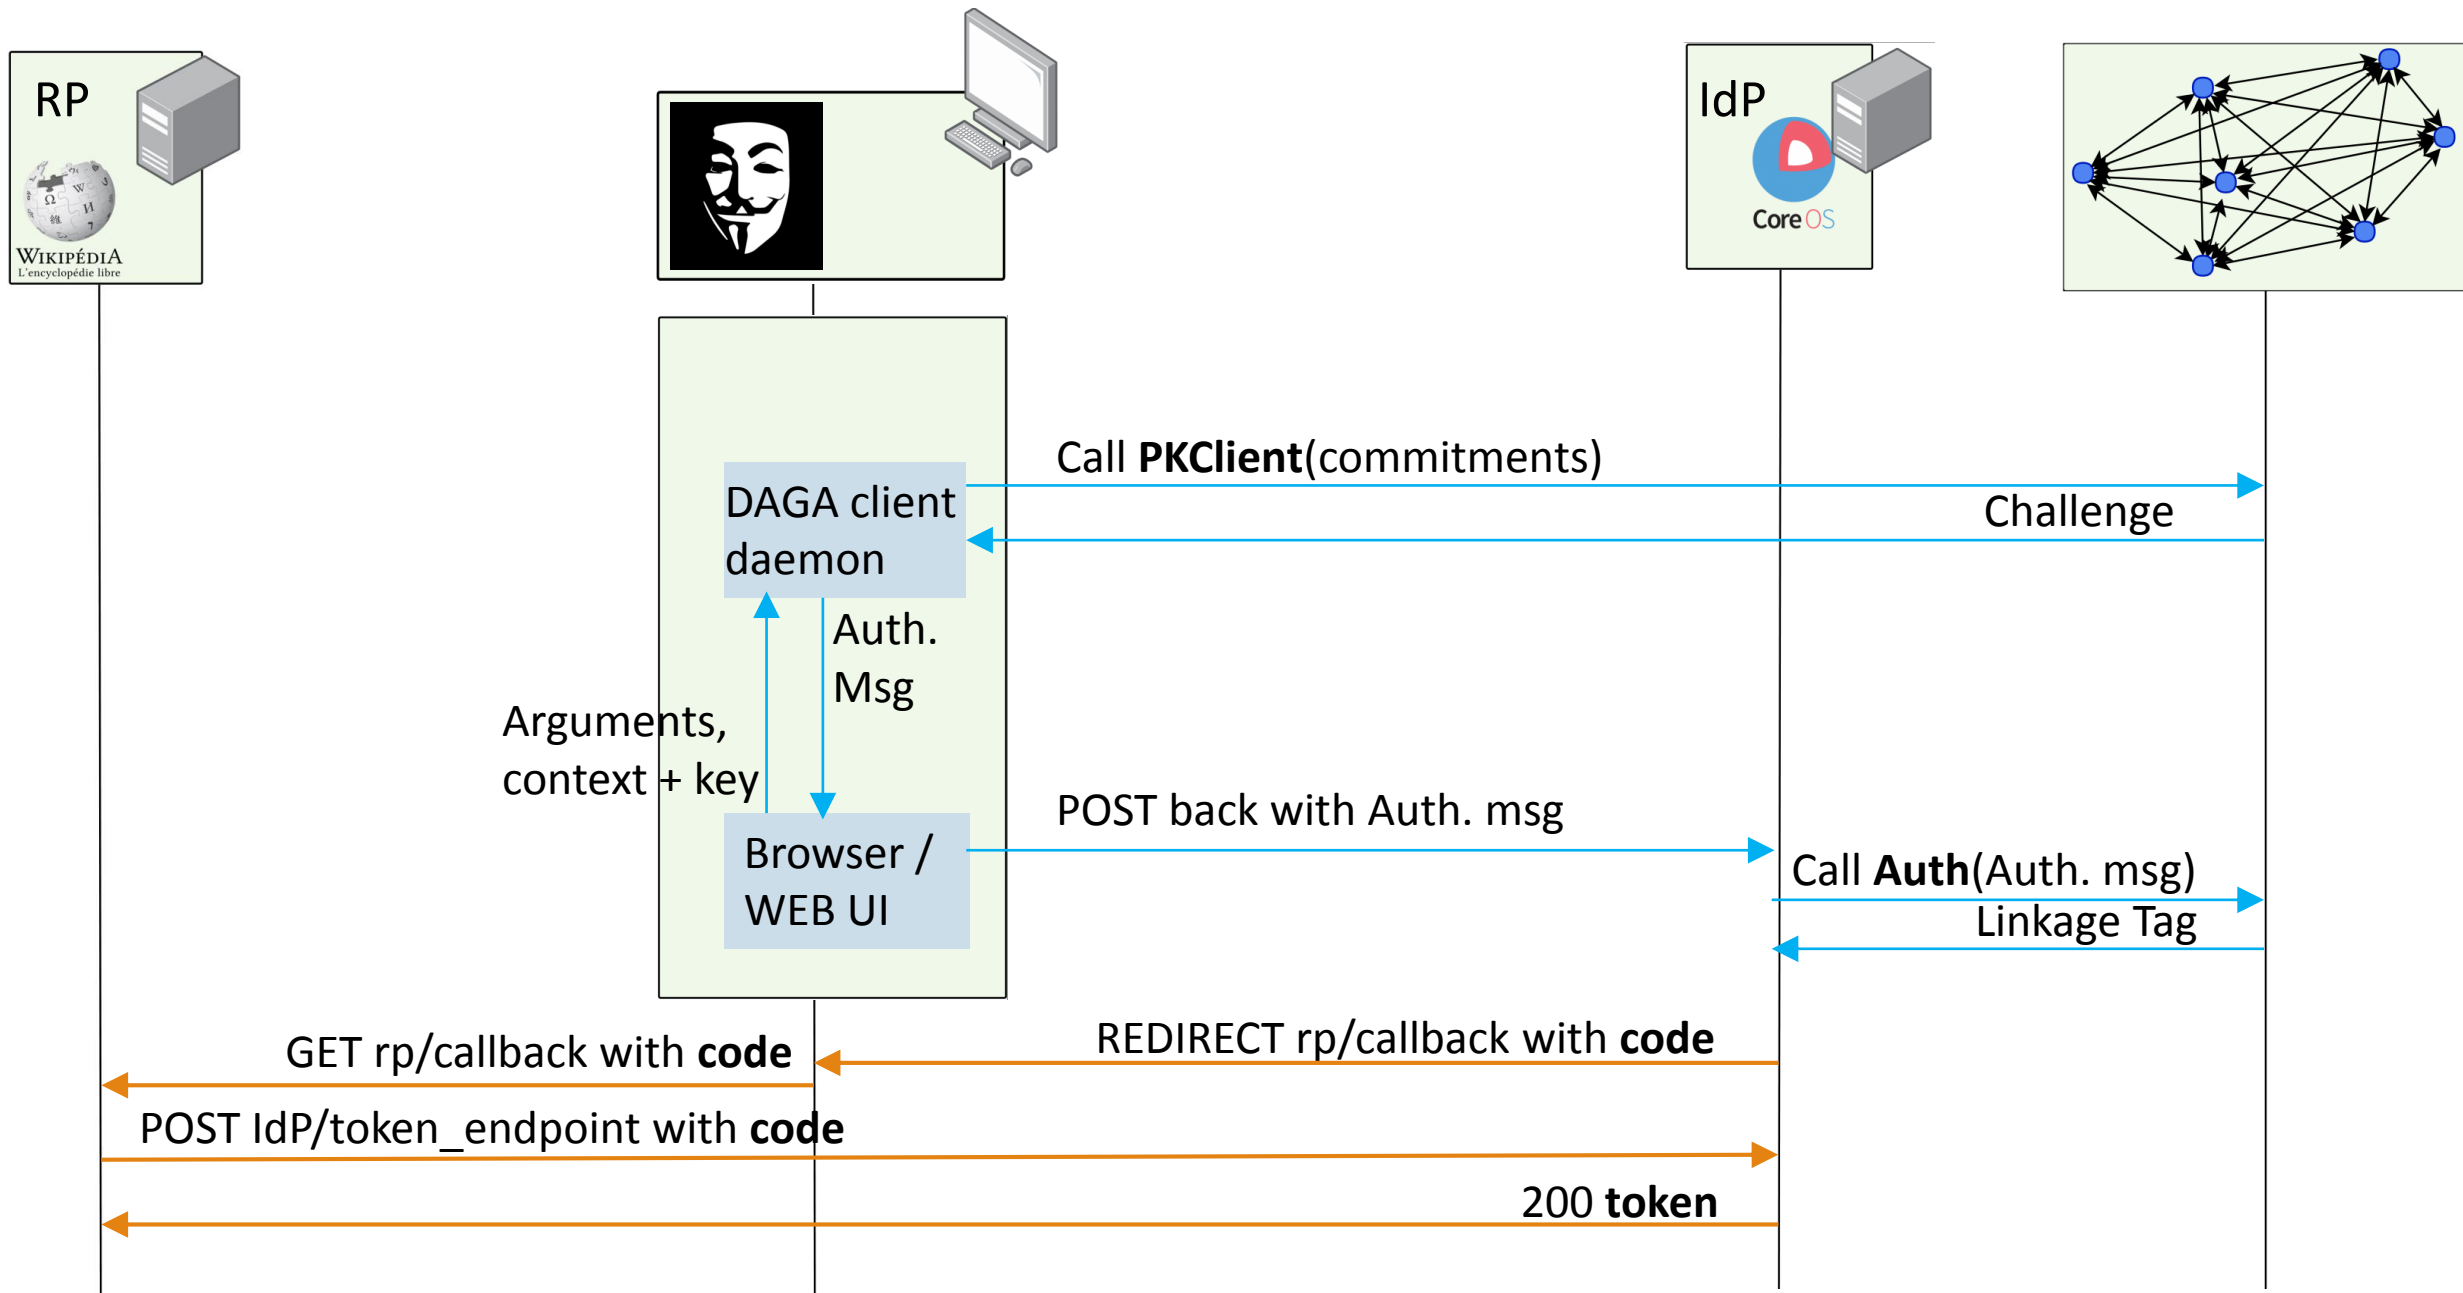 RP
WIKIPÉDIA
L'encyclopédie libre
IdP
Core OS
Call PKClient(commitments)
Challenge
DAGA client
daemon
Auth.
Msg
Arguments,
context + key
POST back with Auth. msg
Browser /
WEB UI
Call Auth(Auth. msg)
Linkage Tag
REDIRECT rp/callback with code
GET rp/callback with code
POST IdP/token_endpoint with code
200 token